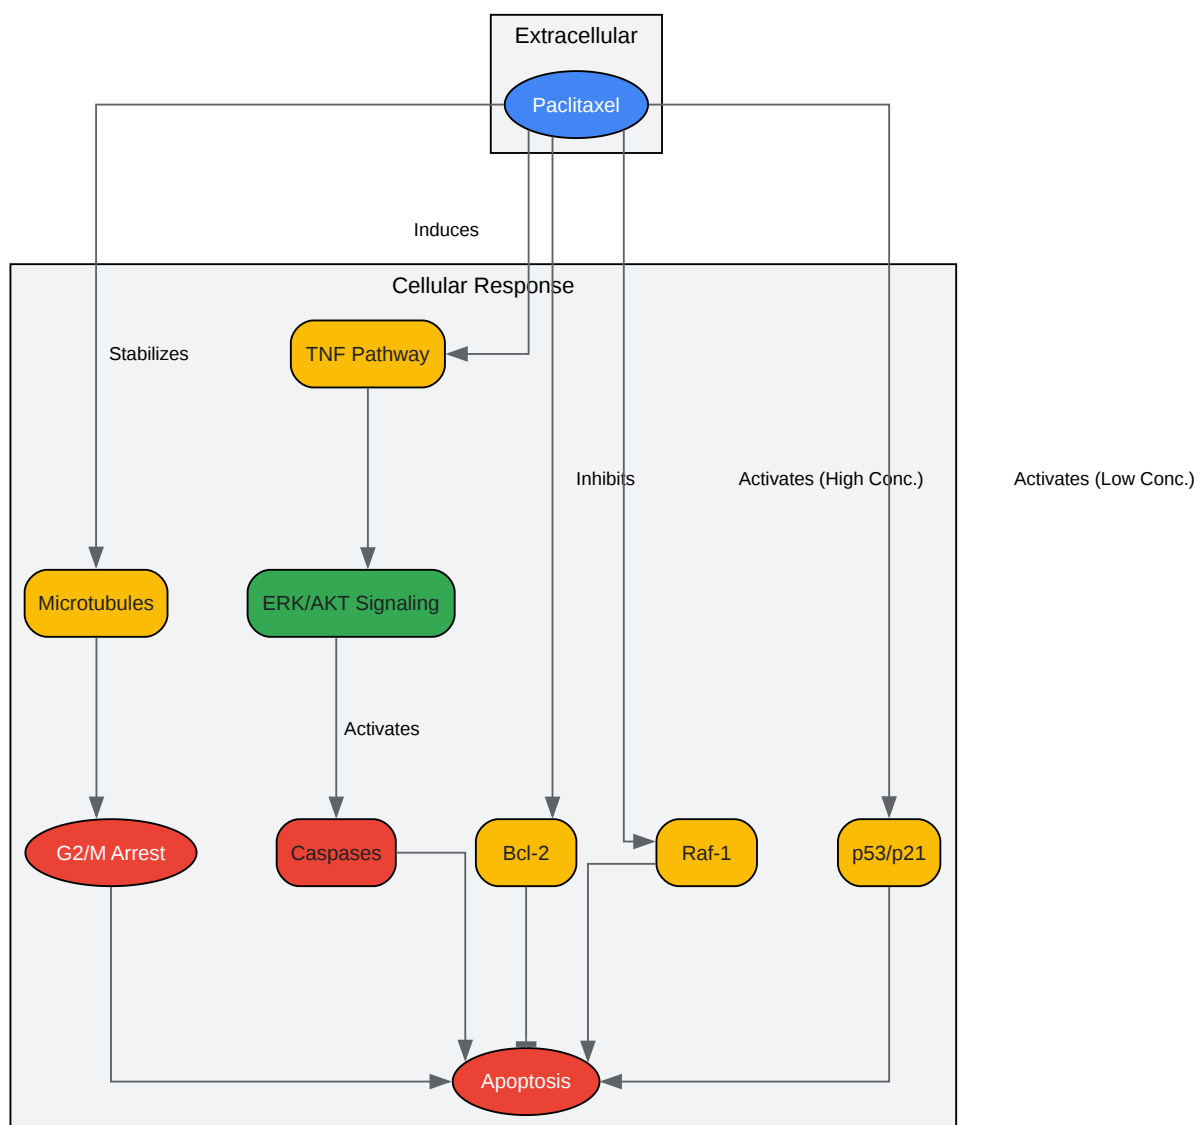 Extracellular
Paclitaxel
Induces
Cellular Response
TNF Pathway
Stabilizes
Inhibits
Activates (High Conc.)
Activates (Low Conc.)
Microtubules
ERK/AKT Signaling
Activates
G2/M Arrest
Caspases
Bcl-2
Raf-1
p53/p21
Apoptosis